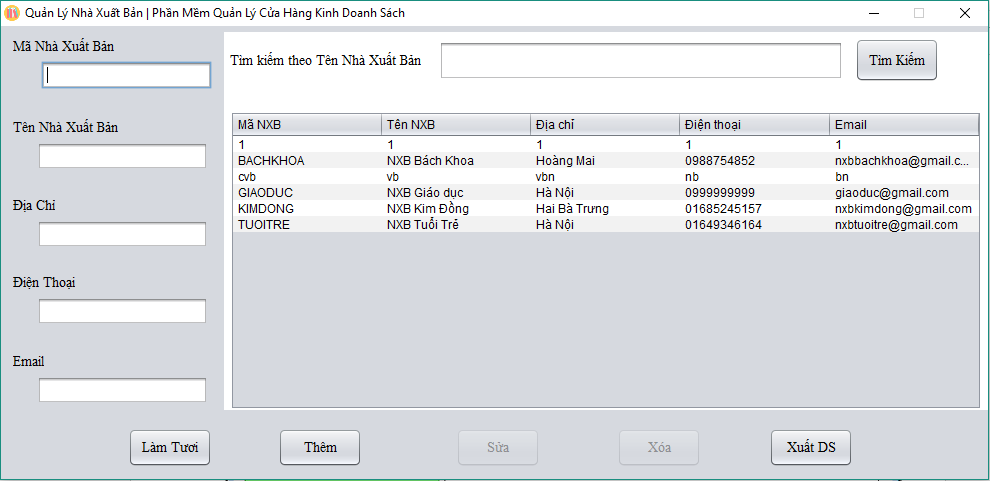 Quản Lý Nhà Xuất Bản | Phần Mềm Quản Lý Cửa Hàng Kinh Doanh Sách
Mã Nhà Xuất Bản
Tên Nhà Xuất Bản
Địa Chỉ
Điện Thoại
Email
Tìm kiếm theo Tên Nhà Xuất Bản
Tìm Kiếm
Mã NXB Tên NXB Địa chỉ Điện thoại Email
1 1 1 1 1
BACHKHOA NXB Bách Khoa Hoàng Mai 0988754852 nxbbachkhoa@gmail.c...
cvb vb vbn nb bn
GIAODUC NXB Giáo dục Hà Nội 0999999999 giaoduc@gmail.com
KIMDONG NXB Kim Đồng Hai Bà Trưng 01685245157 nxbkimdong@gmail.com
TUOITRE NXB Tuổi Trẻ Hà Nội 01649346164 nxbtuoitre@gmail.com
Làm Tươi Thêm Sửa Xóa Xuất DS